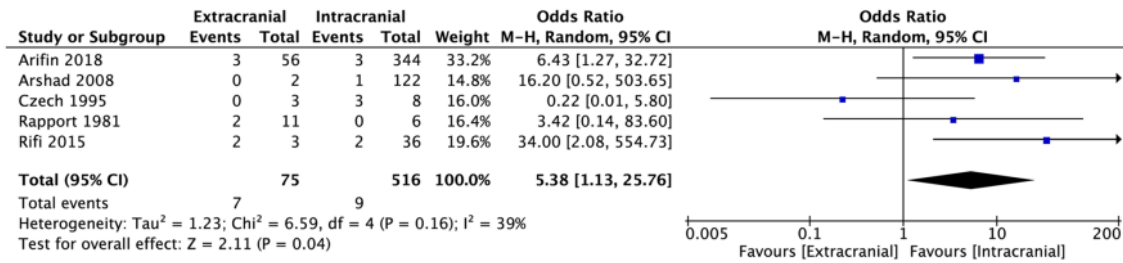 Extracranial Intracranial Odds Ratio Odds Ratio
Study or Subgroup Events Total Events Total Weight M-H, Random, 95% CI M-H, Random, 95% CI
Arifin 2018 3 56 3 344 33.2% 6.43 [1.27, 32.72]
Arshad 2008 0 2 1 122 14.8% 16.20 [0.52, 503.65]
Czech 1995 0 3 3 8 16.0% 0.22 [0.01, 5.80]
Rapport 1981 2 11 0 6 16.4% 3.42 [0.14, 83.60]
Rifi 2015 2 3 2 36 19.6% 34.00 [2.08, 554.73]
Total (95% CI) 75 516 100.0% 5.38 [1.13, 25.76]
Total events 7 9
Heterogeneity: Tau² = 1.23; Chi² = 6.59, df = 4 (P = 0.16); I² = 39%
Test for overall effect: Z = 2.11 (P = 0.04)
0.005 0.1 1 10 200
Favours [Extracranial] Favours [Intracranial]